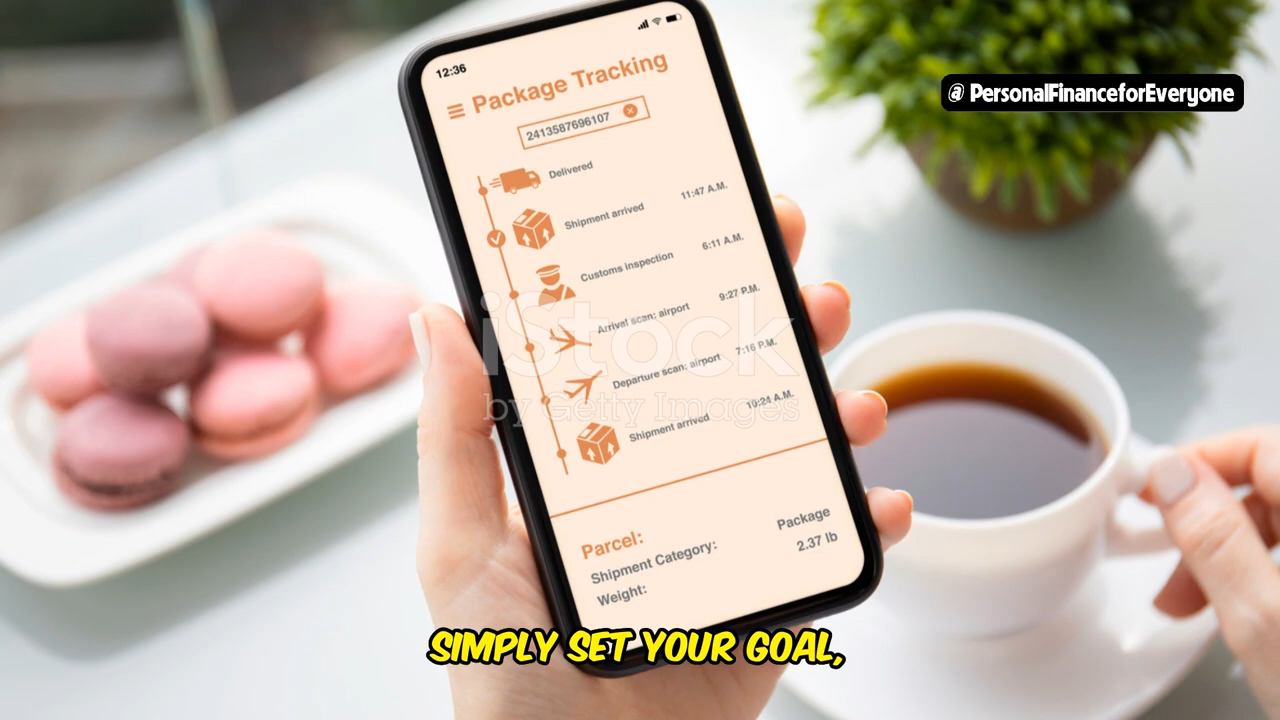 12:36
@ PersonalFinanceforEveryone
Package Tracking
2413587696107
Delivered
Shipment arrived 11:47 A.M.
Customs inspection 6:11 A.M.
Arrival scan: airport 9:27 P.M.
Departure scan: airport 7:16 P.M.
Shipment arrived 10:24 A.M.
iStock
by Getty Images
Parcel:
Shipment Category: Package
Weight: 2.37 lb
SIMPLY SET YOUR GOAL,